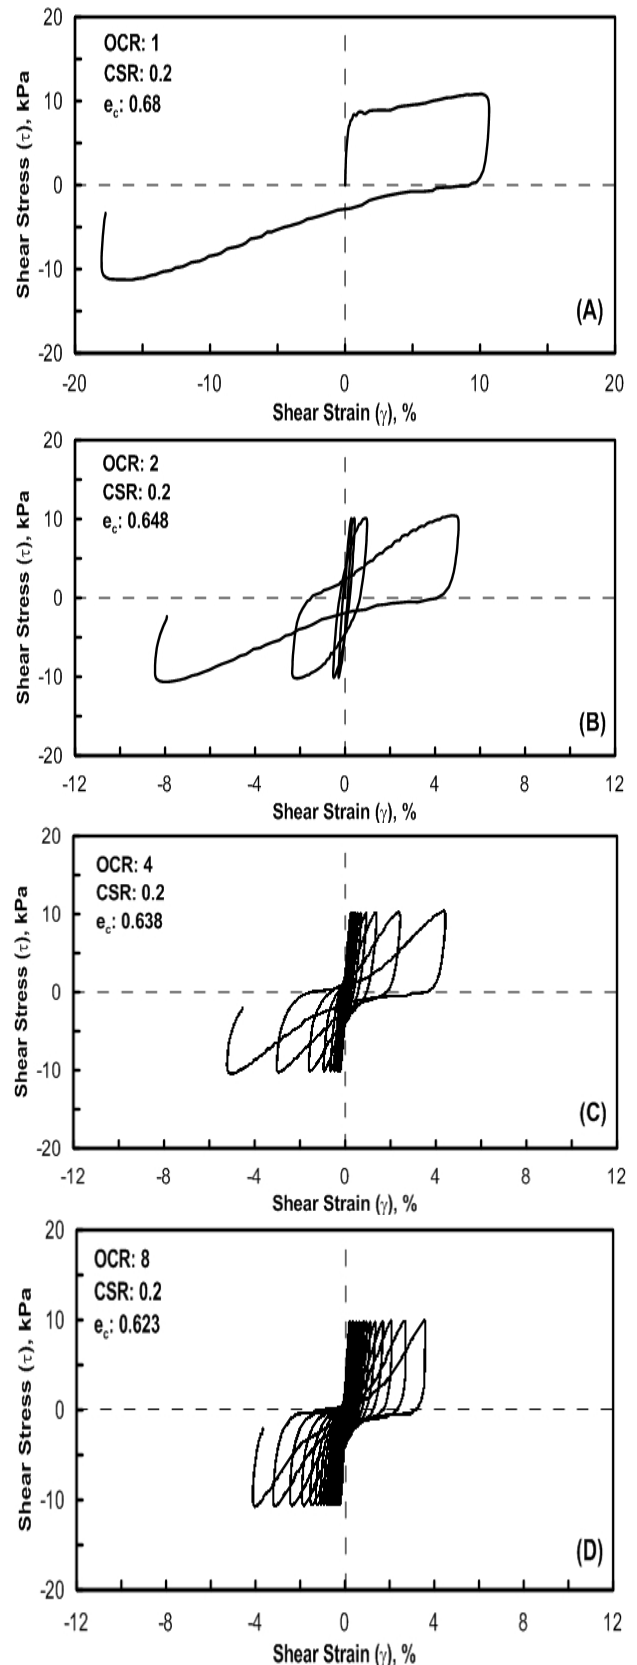 20
OCR: 1
CSR: 0.2
e_c: 0.68
10
0
-10
-20
Shear Stress (τ), kPa
(A)
-20 -10 0 10 20
Shear Strain (γ), %
20
OCR: 2
CSR: 0.2
e_c: 0.648
10
0
-10
-20
Shear Stress (τ), kPa
(B)
-12 -8 -4 0 4 8 12
Shear Strain (γ), %
20
OCR: 4
CSR: 0.2
e_c: 0.638
10
0
-10
-20
Shear Stress (τ), kPa
(C)
-12 -8 -4 0 4 8 12
Shear Strain (γ), %
20
OCR: 8
CSR: 0.2
e_c: 0.623
10
0
-10
-20
Shear Stress (τ), kPa
(D)
-12 -8 -4 0 4 8 12
Shear Strain (γ), %